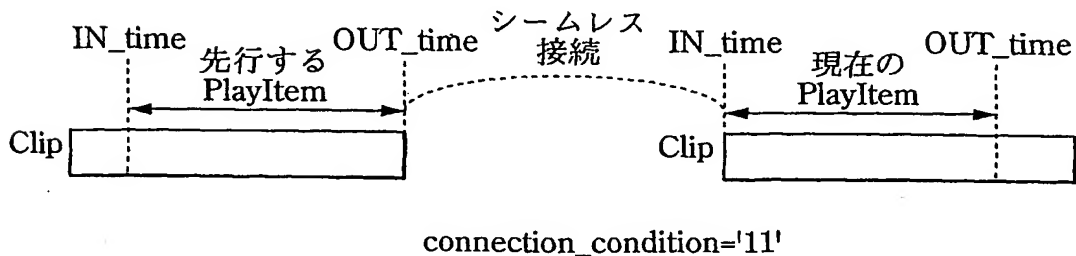 IN_time
先行する
PlayItem
OUT_time
シームレス
接続
IN_time
現在の
PlayItem
OUT_time
Clip
Clip
connection_condition='11'